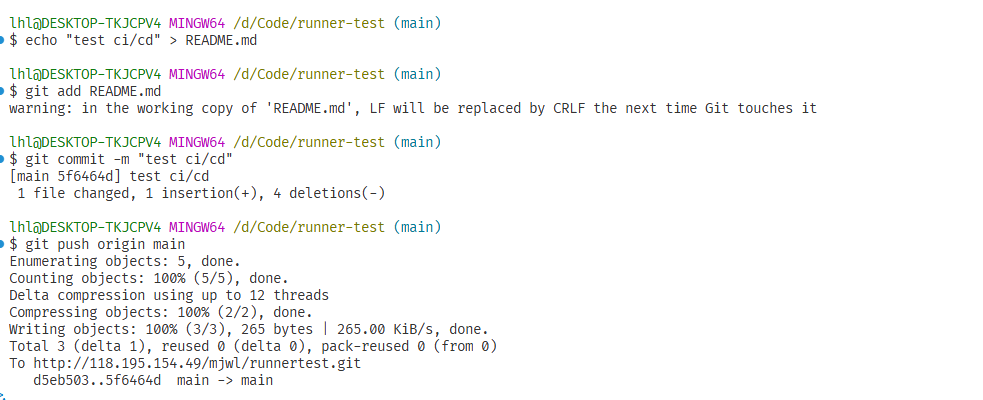 lhl@DESKTOP-TKJCPV4 MINGW64 /d/Code/runner-test (main)
$ echo "test ci/cd" > README.md
lhl@DESKTOP-TKJCPV4 MINGW64 /d/Code/runner-test (main)
$ git add README.md
warning: in the working copy of 'README.md', LF will be replaced by CRLF the next time Git touches it
lhl@DESKTOP-TKJCPV4 MINGW64 /d/Code/runner-test (main)
$ git commit -m "test ci/cd"
[main 5f6464d] test ci/cd
 1 file changed, 1 insertion(+), 4 deletions(-)
lhl@DESKTOP-TKJCPV4 MINGW64 /d/Code/runner-test (main)
$ git push origin main
Enumerating objects: 5, done.
Counting objects: 100% (5/5), done.
Delta compression using up to 12 threads
Compressing objects: 100% (2/2), done.
Writing objects: 100% (3/3), 265 bytes | 265.00 KiB/s, done.
Total 3 (delta 1), reused 0 (delta 0), pack-reused 0 (from 0)
To http://118.195.154.49/mjwl/runnertest.git
   d5eb503..5f6464d  main -> main